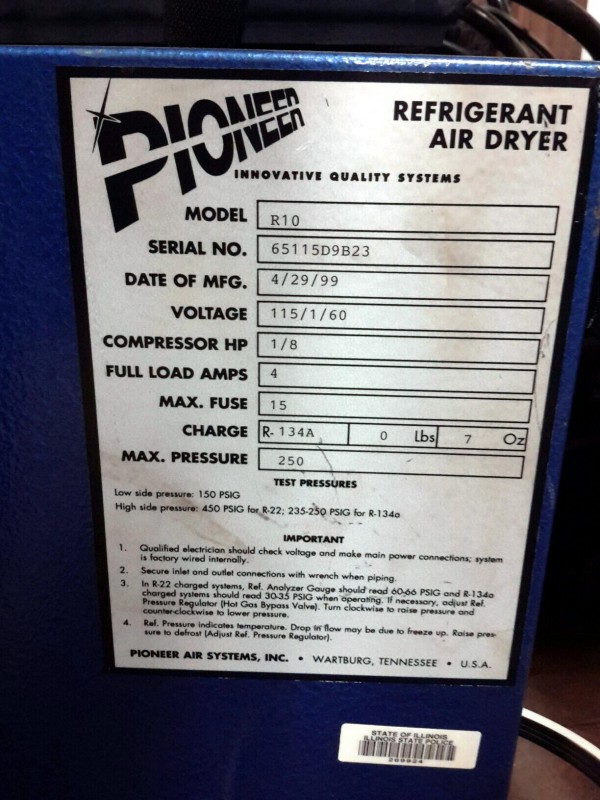 PIONEER
REFRIGERANT
AIR DRYER
INNOVATIVE QUALITY SYSTEMS
MODEL R10
SERIAL NO. 65115D9B23
DATE OF MFG. 4/29/99
VOLTAGE 115/1/60
COMPRESSOR HP 1/8
FULL LOAD AMPS 4
MAX. FUSE 15
CHARGE R-134A 0 Lbs 7 Oz
MAX. PRESSURE 250
TEST PRESSURES
Low side pressure: 150 PSIG
High side pressure: 450 PSIG for R-22; 235-250 PSIG for R-134a
IMPORTANT
1. Qualified electrician should check voltage and make main power connections; system
is factory wired internally.
2. Secure inlet and outlet connections with wrench when piping.
3. In R-22 charged systems, Ref. Analyzer Gauge should read 60-66 PSIG and R-134a
charged systems should read 30-35 PSIG when operating. If necessary, adjust Ref.
Pressure Regulator (Hot Gas Bypass Valve). Turn clockwise to raise pressure and
counter-clockwise to lower pressure.
4. Ref. Pressure indicates temperature. Drop in flow may be due to freeze up. Raise pres-
sure to defrost (Adjust Ref. Pressure Regulator).
PIONEER AIR SYSTEMS, INC. • WARTBURG, TENNESSEE • U.S.A.
STATE OF ILLINOIS
ILLINOIS STATE POLICE
269924